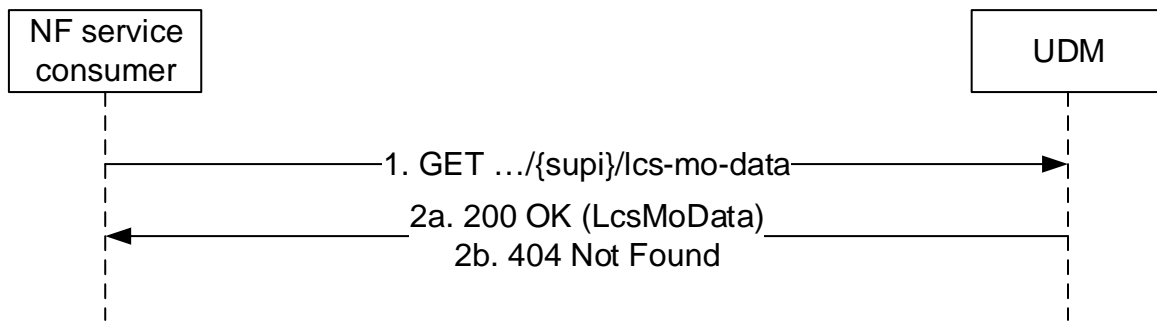 NF service
consumer
UDM
1. GET …/{supi}/lcs-mo-data
2a. 200 OK (LcsMoData)
2b. 404 Not Found